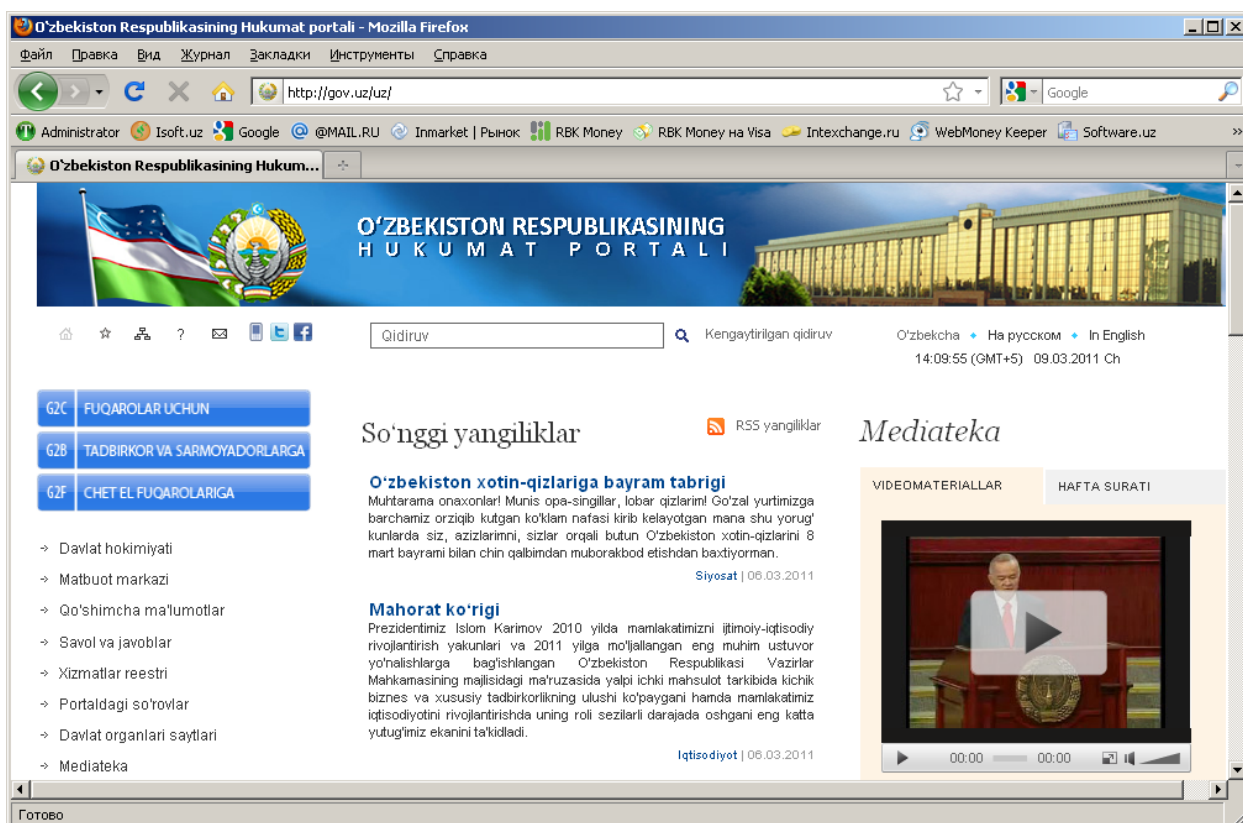 O'zbekiston Respublikasining Hukumat portali - Mozilla Firefox
Файл Правка Вид Журнал Закладки Инструменты Справка
http://gov.uz/uz/
Google
Administrator Isoft.uz Google @MAIL.RU Inmarket | Рынок RBK Money RBK Money на Visa Intexchange.ru WebMoney Keeper Software.uz »
O'zbekiston Respublikasining Hukum...
O‘ZBEKISTON RESPUBLIKASINING
HUKUMAT PORTALI
Qidiruv
Kengaytirilgan qidiruv
O'zbekcha На русском In English
14:09:55 (GMT+5) 09.03.2011 Ch
G2C FUQAROLAR UCHUN
G2B TADBIRKOR VA SARMOYADORLARGA
G2F CHET EL FUQAROLARIGA
Davlat hokimiyati
Matbuot markazi
Qo'shimcha ma'lumotlar
Savol va javoblar
Xizmatlar reestri
Portaldagi so'rovlar
Davlat organlari saytlari
Mediateka
So‘nggi yangiliklar
RSS yangiliklar
O‘zbekiston xotin-qizlariga bayram tabrigi
Muhtarama onaxonlar! Munis opa-singillar, lobar qizlarim! Go'zal yurtimizga
barchamiz orziqib kutgan ko'klam nafasi kirib kelayotgan mana shu yorug'
kunlarda siz, azizlarimni, sizlar orqali butun O'zbekiston xotin-qizlarini 8
mart bayrami bilan chin qalbimdan muborakbod etishdan baxtiyorman.
Siyosat | 06.03.2011
Mahorat ko‘rigi
Prezidentimiz Islom Karimov 2010 yilda mamlakatimizni ijtimoiy-iqtisodiy
rivojlantirish yakunlari va 2011 yilga mo'ljallangan eng muhim ustuvor
yo'nalishlarga bag'ishlangan O'zbekiston Respublikasi Vazirlar
Mahkamasining majlisidagi ma'ruzasida yalpi ichki mahsulot tarkibida kichik
biznes va xususiy tadbirkorlikning ulushi ko'paygani hamda mamlakatimiz
iqtisodiyotini rivojlantirishda uning roli sezilarli darajada oshgani eng katta
yutug'imiz ekanini ta'kidladi.
Iqtisodiyot | 06.03.2011
Mediateka
VIDEOMATERIALLAR
HAFTA SURATI
00:00 00:00
Готово